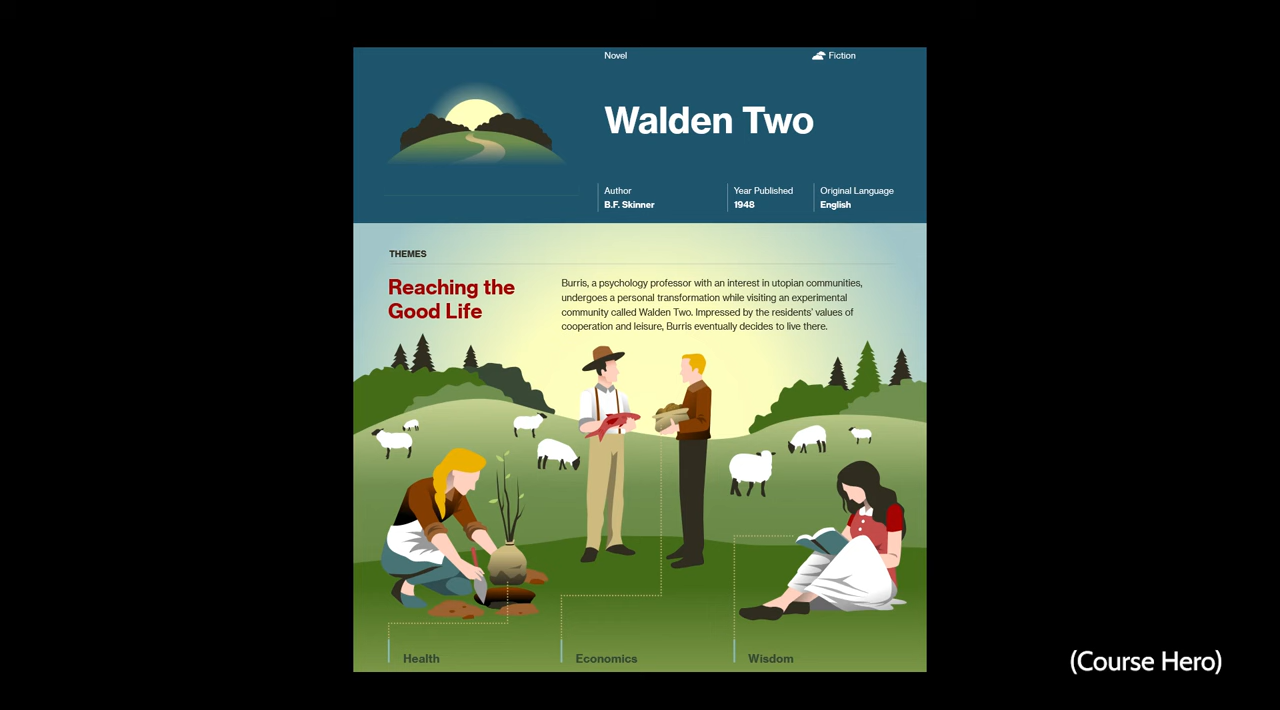 Novel
Fiction
Walden Two
Author
Year Published
Original Language
B.F. Skinner
1948
English
THEMES
Reaching the
Good Life
Burris, a psychology professor with an interest in utopian communities,
undergoes a personal transformation while visiting an experimental
community called Walden Two. Impressed by the residents' values of
cooperation and leisure, Burris eventually decides to live there.
Health
Economics
Wisdom
(Course Hero)